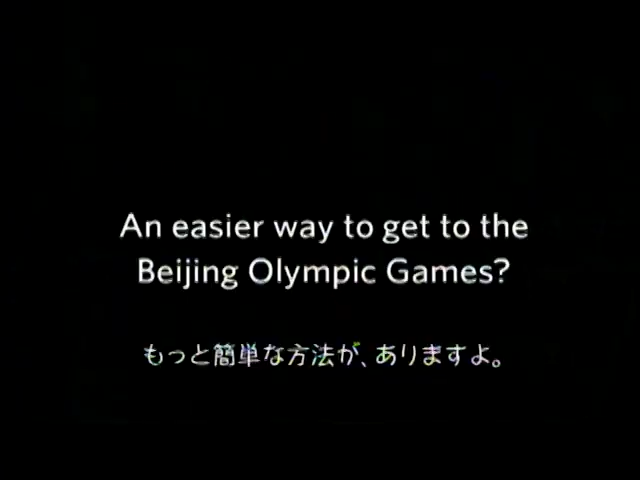 An easier way to get to the
Beijing Olympic Games?
もっと簡単な方法が、ありますよ。